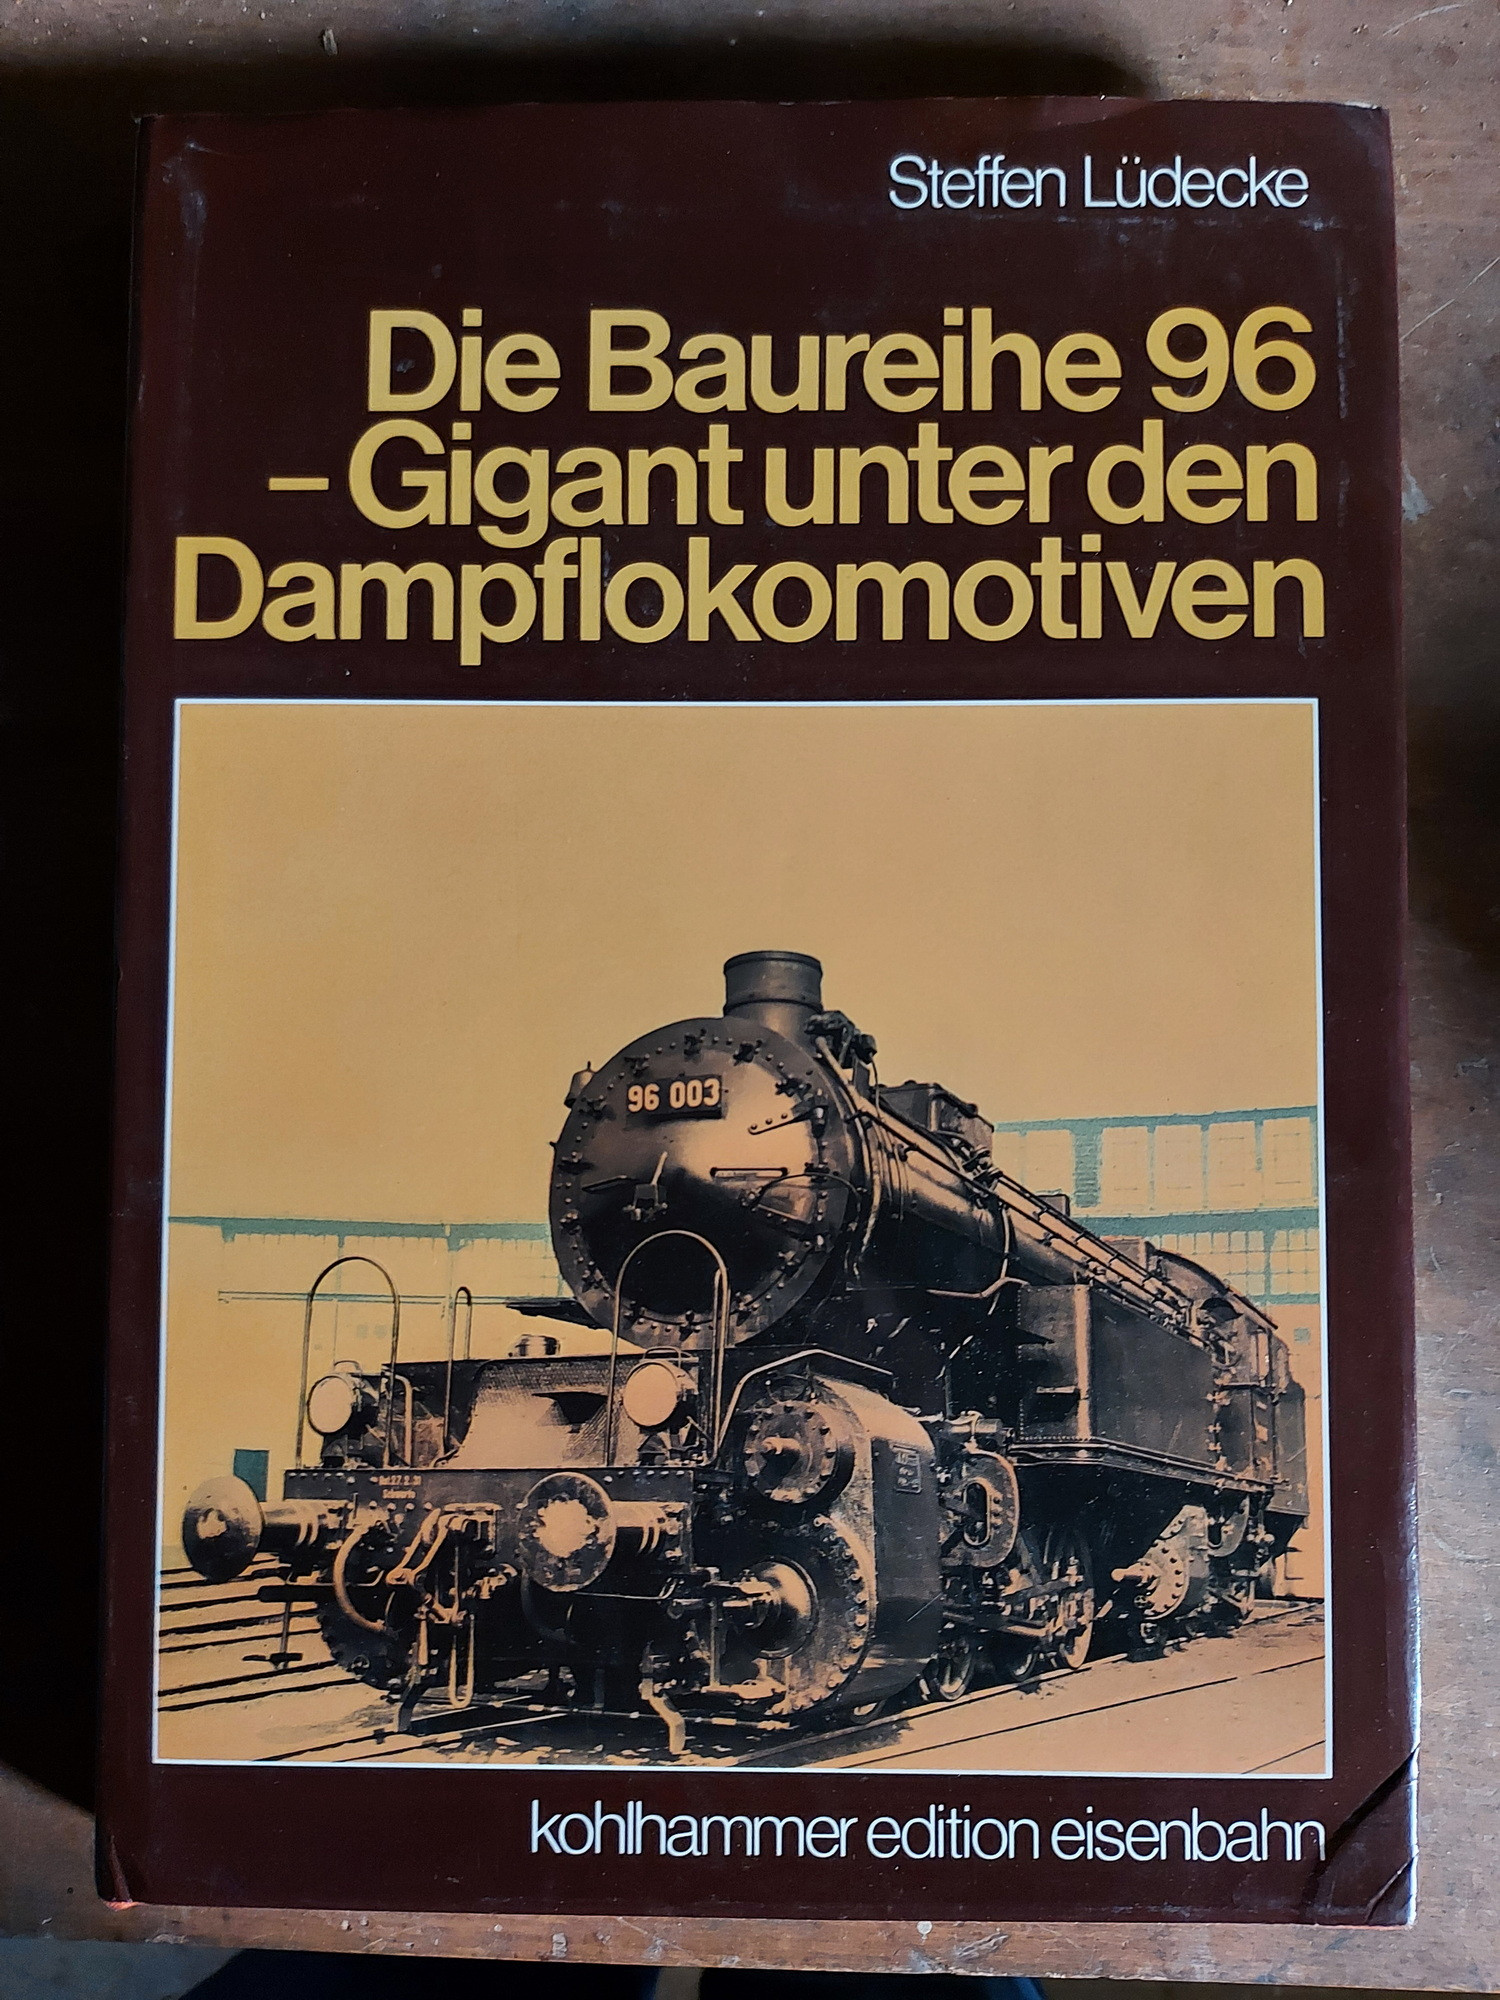 Steffen Lüdecke
Die Baureihe 96
– Gigant unter den
Dampflokomotiven
96 003
kohlhammer edition eisenbahn